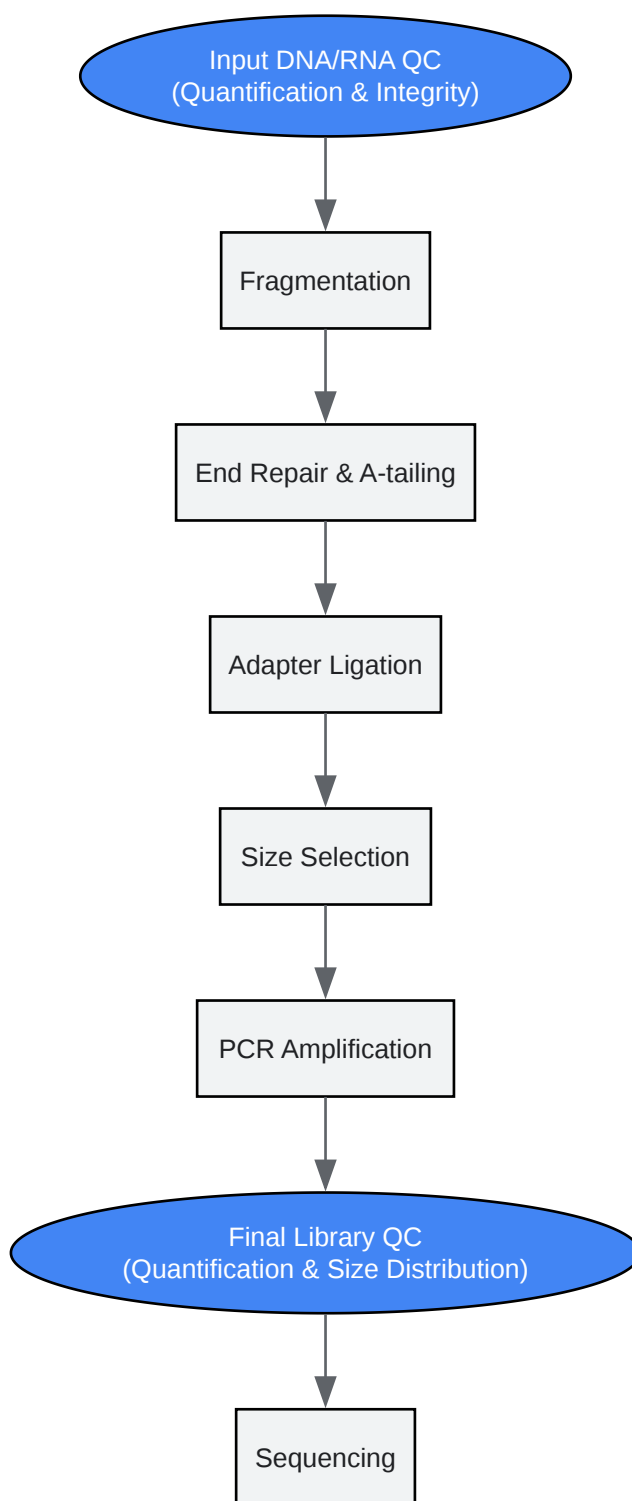 Input DNA/RNA QC
(Quantification & Integrity)
Fragmentation
End Repair & A-tailing
Adapter Ligation
Size Selection
PCR Amplification
Final Library QC
(Quantification & Size Distribution)
Sequencing